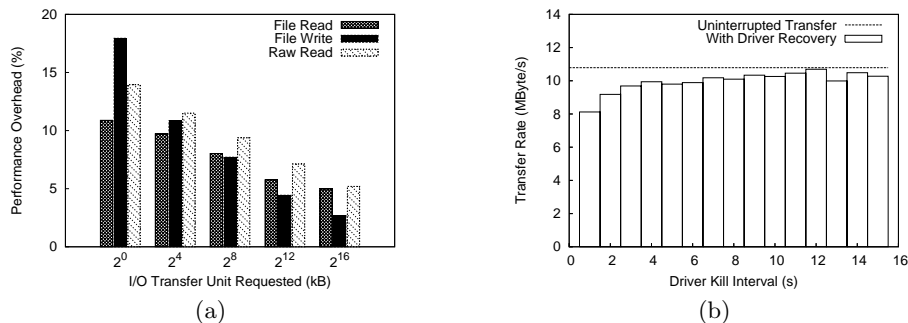 20
15
10
5
0
Performance Overhead (%)
File Read
File Write
Raw Read
2^0 2^4 2^8 2^12 2^16
I/O Transfer Unit Requested (kB)
(a)
14
12
10
8
6
4
2
0
Transfer Rate (MByte/s)
Uninterrupted Transfer
With Driver Recovery
0 2 4 6 8 10 12 14 16
Driver Kill Interval (s)
(b)